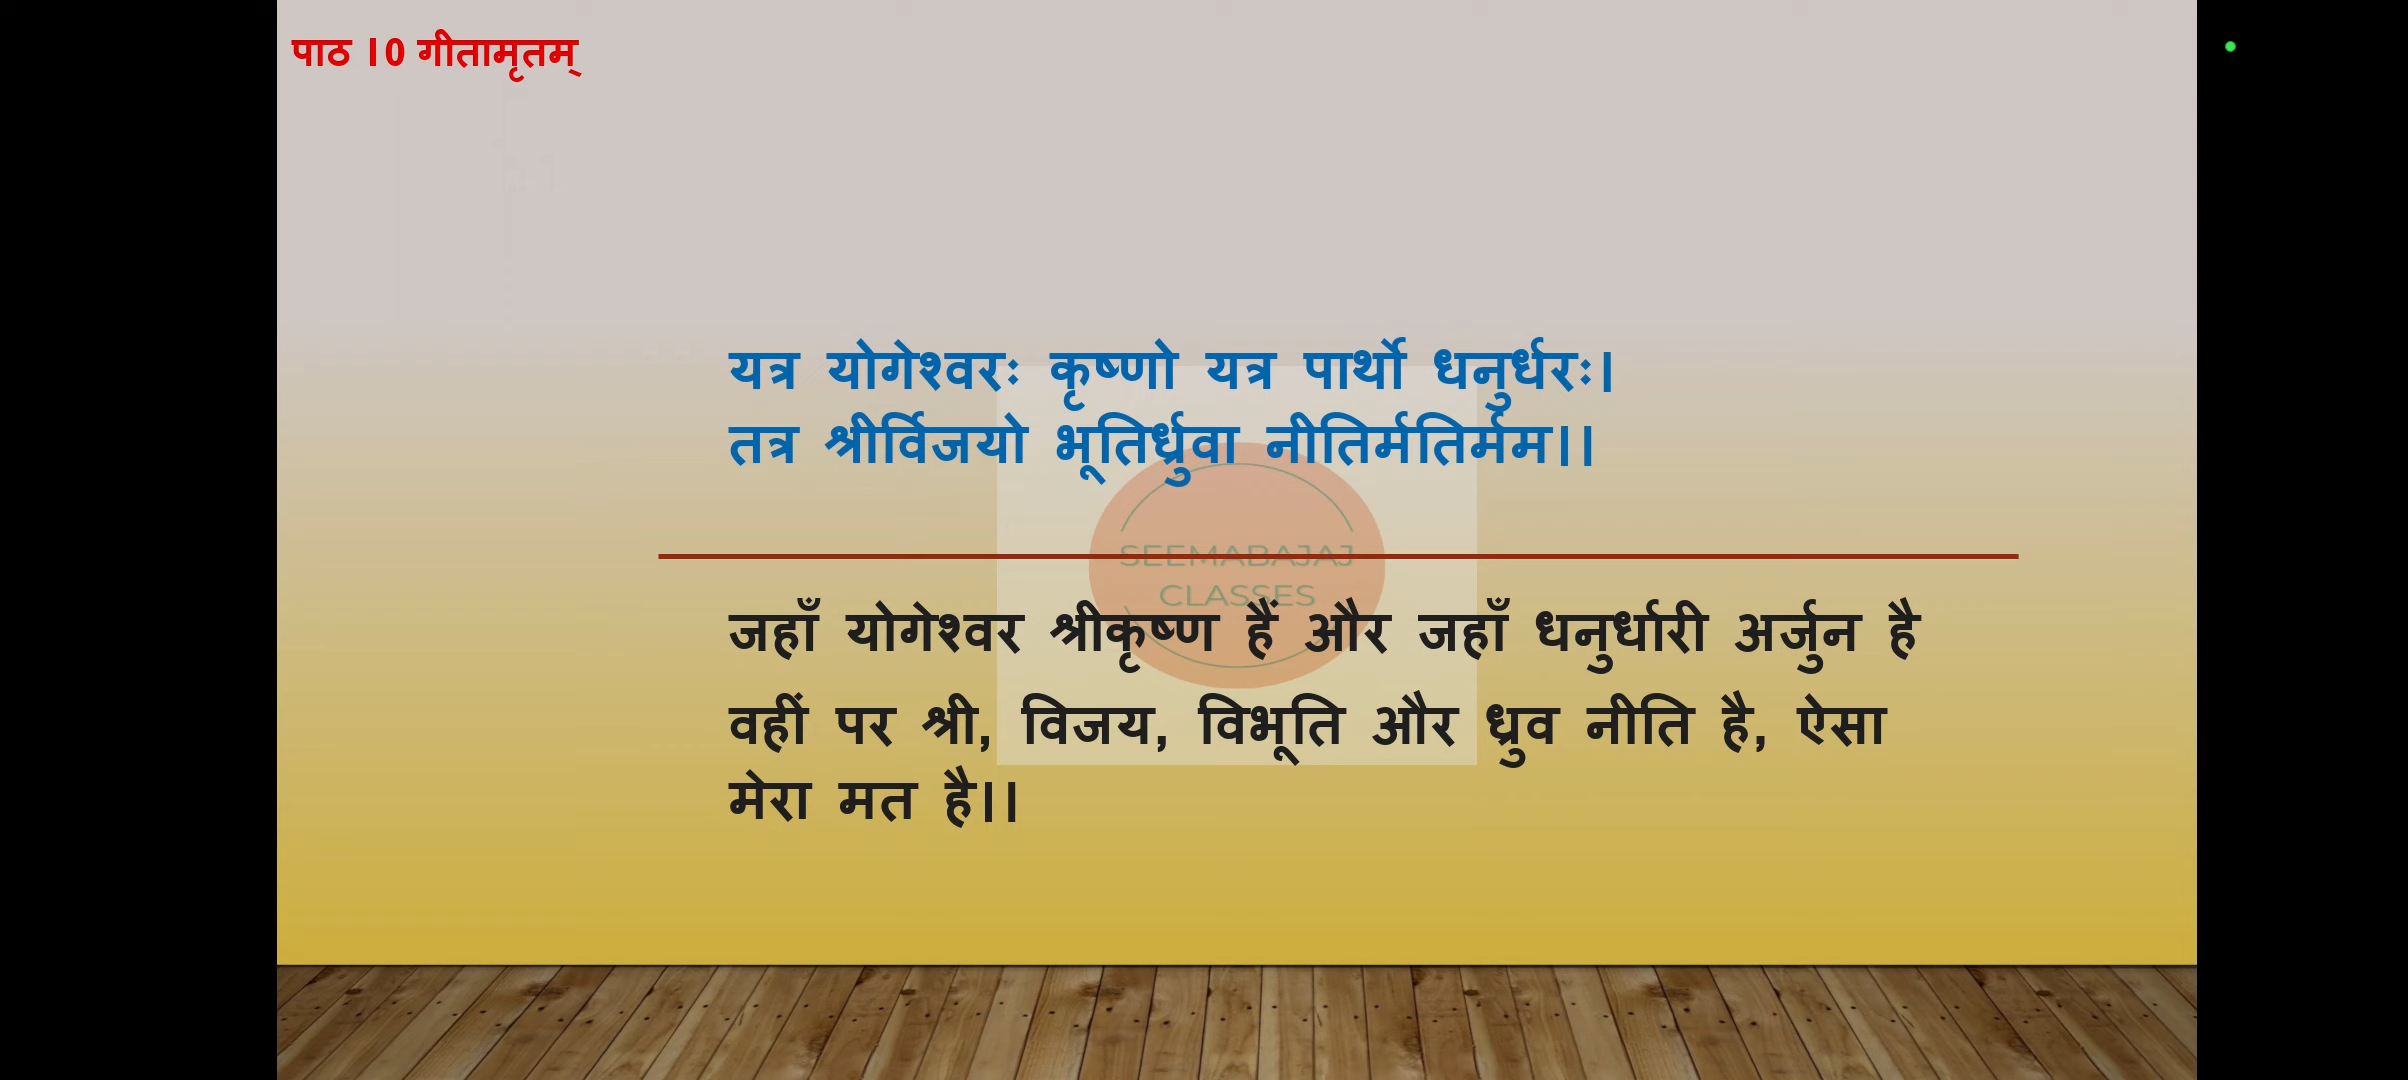 पाठ 10 गीतामृतम्
यत्र योगेश्वरः कृष्णो यत्र पार्थो धनुर्धरः।
तत्र श्रीर्विजयो भूतिर्ध्रुवा नीतिर्मतिर्मम।।
SEEMABAJAJ
CLASSES
जहाँ योगेश्वर श्रीकृष्ण हैं और जहाँ धनुर्धारी अर्जुन है
वहीं पर श्री, विजय, विभूति और ध्रुव नीति है, ऐसा
मेरा मत है।।